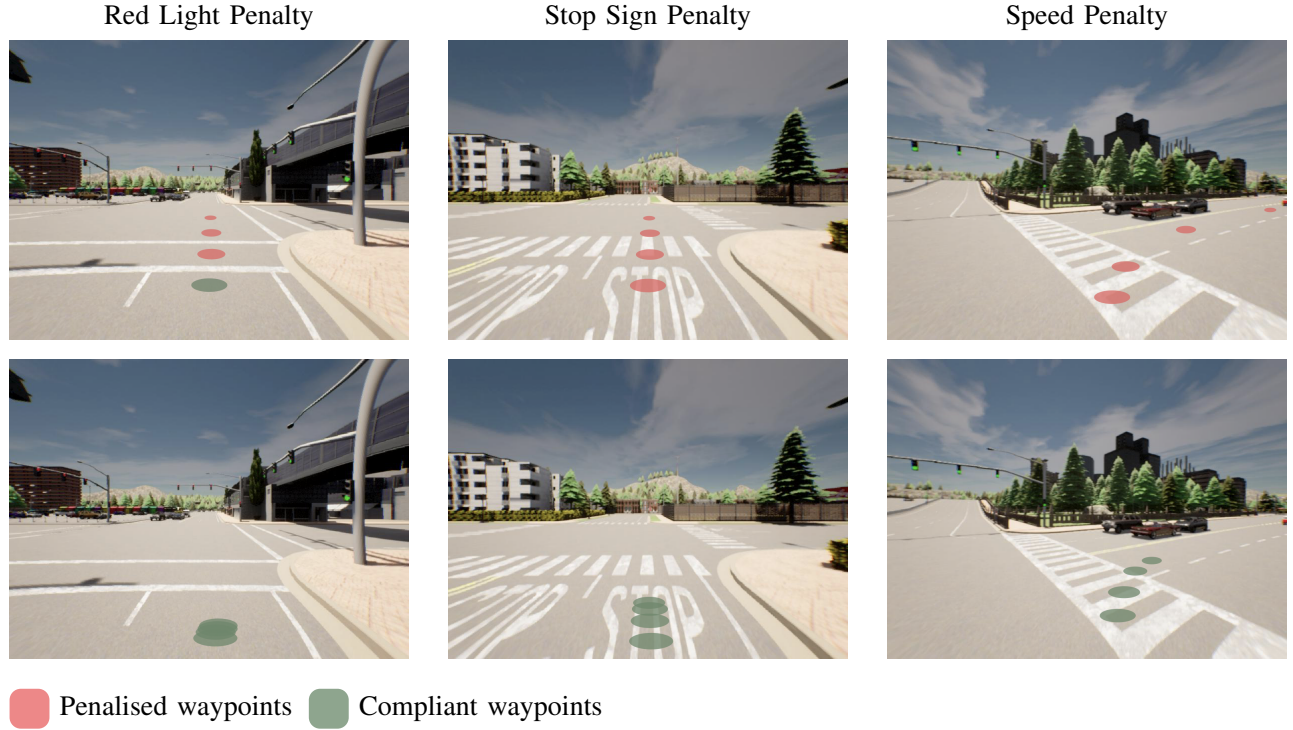 Red Light Penalty
Stop Sign Penalty
Speed Penalty
STOP
STOP
Penalised waypoints
Compliant waypoints